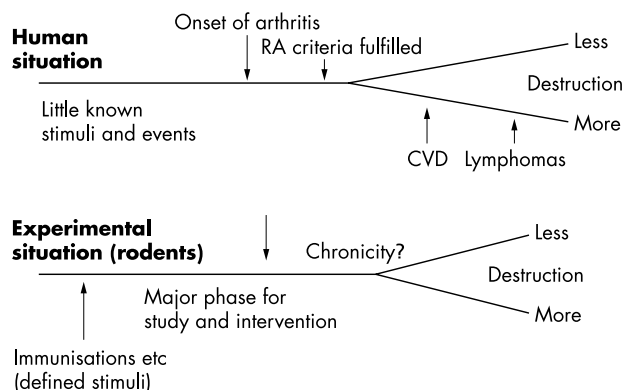 Onset of arthritis
Human
situation
RA criteria fulfilled
Less
Destruction
Little known
stimuli and events
More
CVD
Lymphomas
Experimental
situation (rodents)
Chronicity?
Less
Destruction
Major phase for
study and intervention
More
Immunisations etc
(defined stimuli)